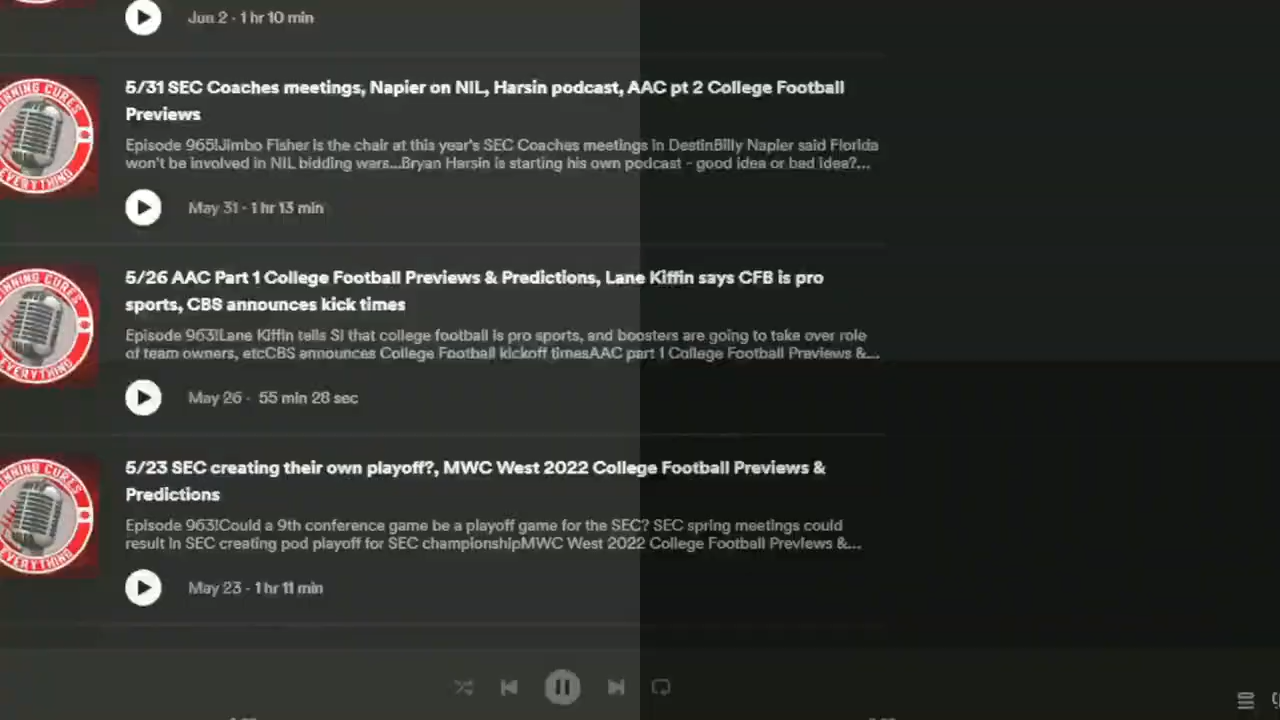 Jun 2 · 1 hr 10 min
5/31 SEC Coaches meetings, Napier on NIL, Harsin podcast, AAC pt 2 College Football
Previews
Episode 965!Jimbo Fisher is the chair at this year's SEC Coaches meetings in DestinBilly Napier said Florida
won't be involved in NIL bidding wars...Bryan Harsin is starting his own podcast - good idea or bad idea?...
May 31 · 1 hr 13 min
5/26 AAC Part 1 College Football Previews & Predictions, Lane Kiffin says CFB is pro
sports, CBS announces kick times
Episode 963!Lane Kiffin tells SI that college football is pro sports, and boosters are going to take over role
of team owners, etcCBS announces College Football kickoff timesAAC part 1 College Football Previews &...
May 26 · 55 min 28 sec
5/23 SEC creating their own playoff?, MWC West 2022 College Football Previews &
Predictions
Episode 963!Could a 9th conference game be a playoff game for the SEC? SEC spring meetings could
result in SEC creating pod playoff for SEC championshipMWC West 2022 College Football Previews &...
May 23 · 1 hr 11 min
EVERYTHING
EVERYTHING
EVERYTHING